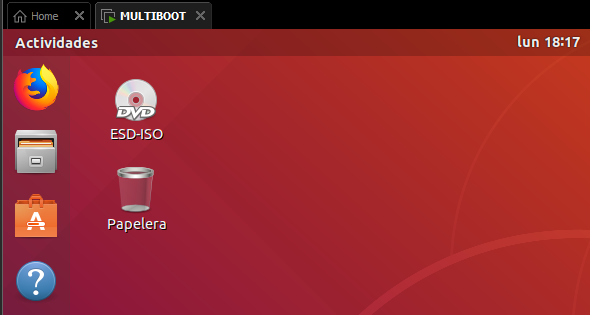 Home
MULTIBOOT
Actividades
lun 18:17
DVD
ESD-ISO
Papelera